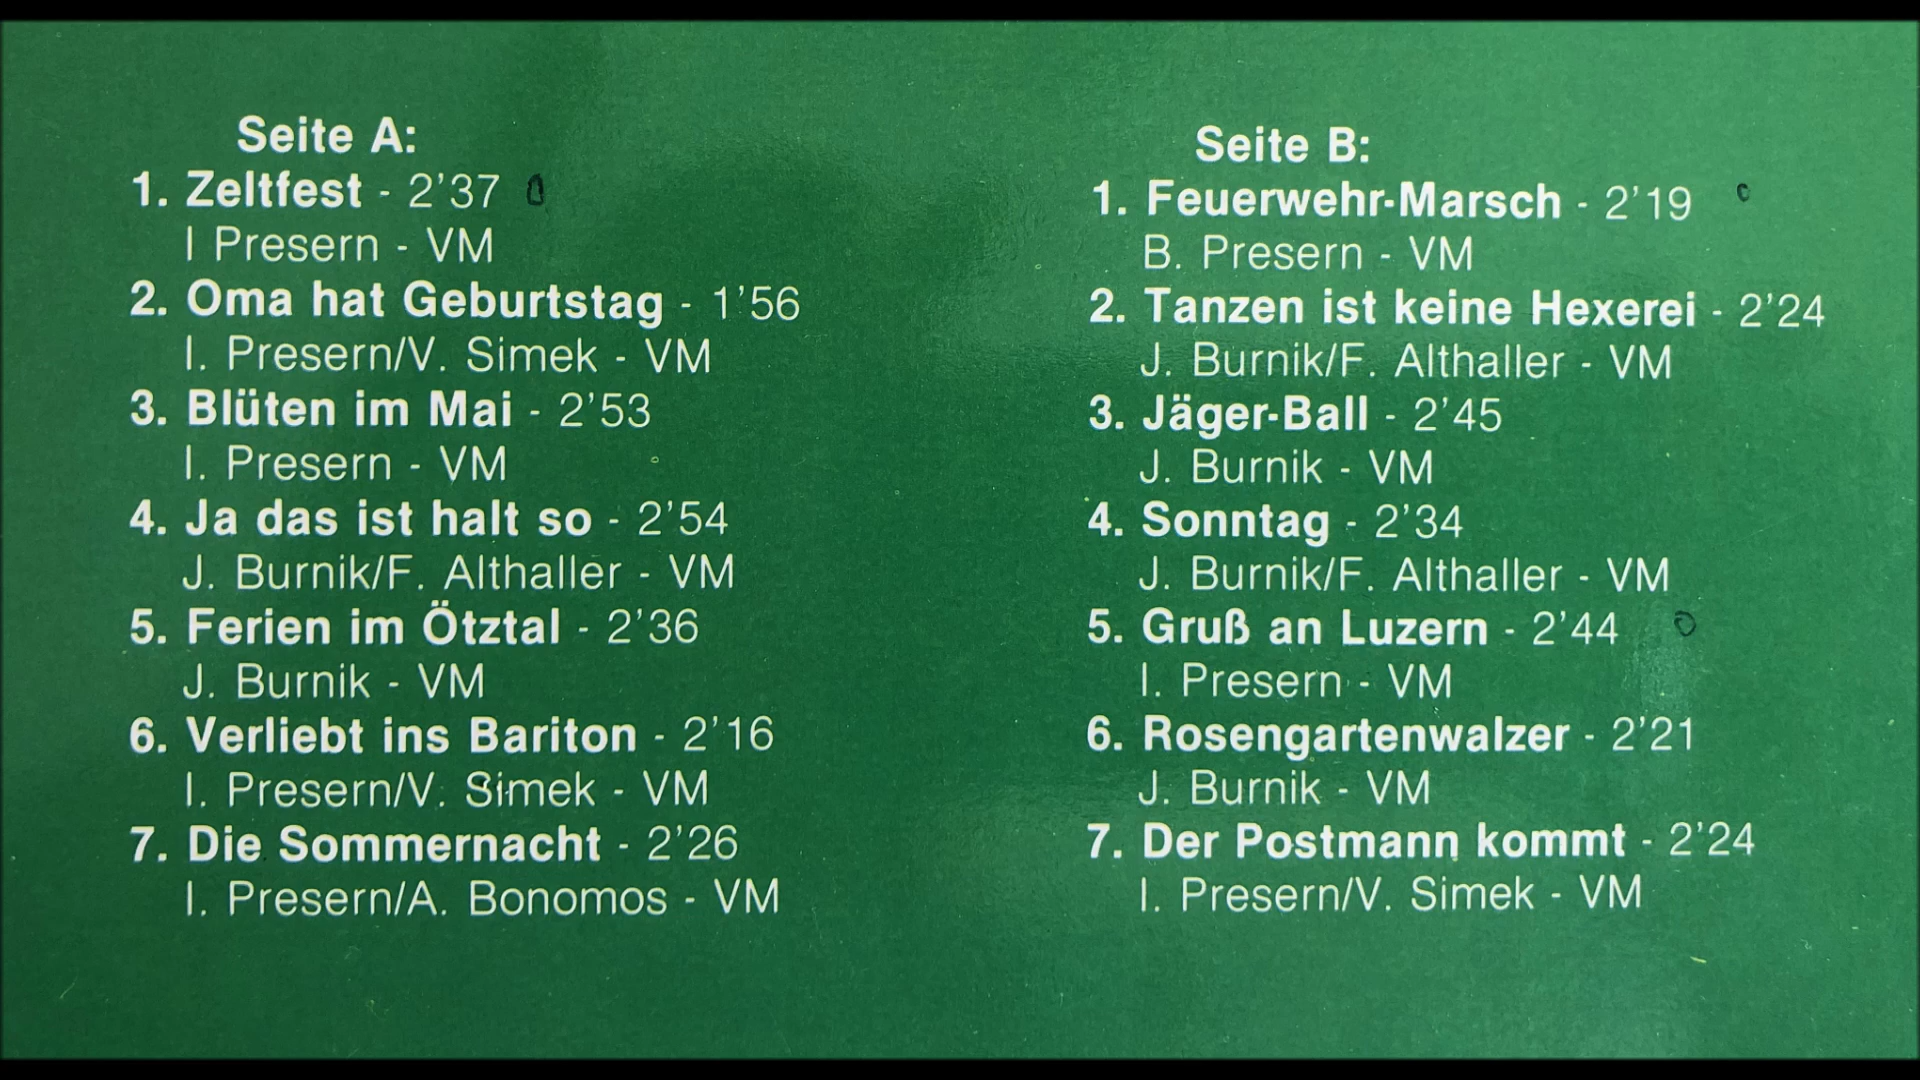 Seite A:
1. Zeltfest - 2'37
I Presern - VM
2. Oma hat Geburtstag - 1'56
I. Presern/V. Simek - VM
3. Blüten im Mai - 2'53
I. Presern - VM
4. Ja das ist halt so - 2'54
J. Burnik/F. Althaller - VM
5. Ferien im Ötztal - 2'36
J. Burnik - VM
6. Verliebt ins Bariton - 2'16
I. Presern/V. Simek - VM
7. Die Sommernacht - 2'26
I. Presern/A. Bonomos - VM
Seite B:
1. Feuerwehr-Marsch - 2'19
B. Presern - VM
2. Tanzen ist keine Hexerei - 2'24
J. Burnik/F. Althaller - VM
3. Jäger-Ball - 2'45
J. Burnik - VM
4. Sonntag - 2'34
J. Burnik/F. Althaller - VM
5. Gruß an Luzern - 2'44
I. Presern - VM
6. Rosengartenwalzer - 2'21
J. Burnik - VM
7. Der Postmann kommt - 2'24
I. Presern/V. Simek - VM